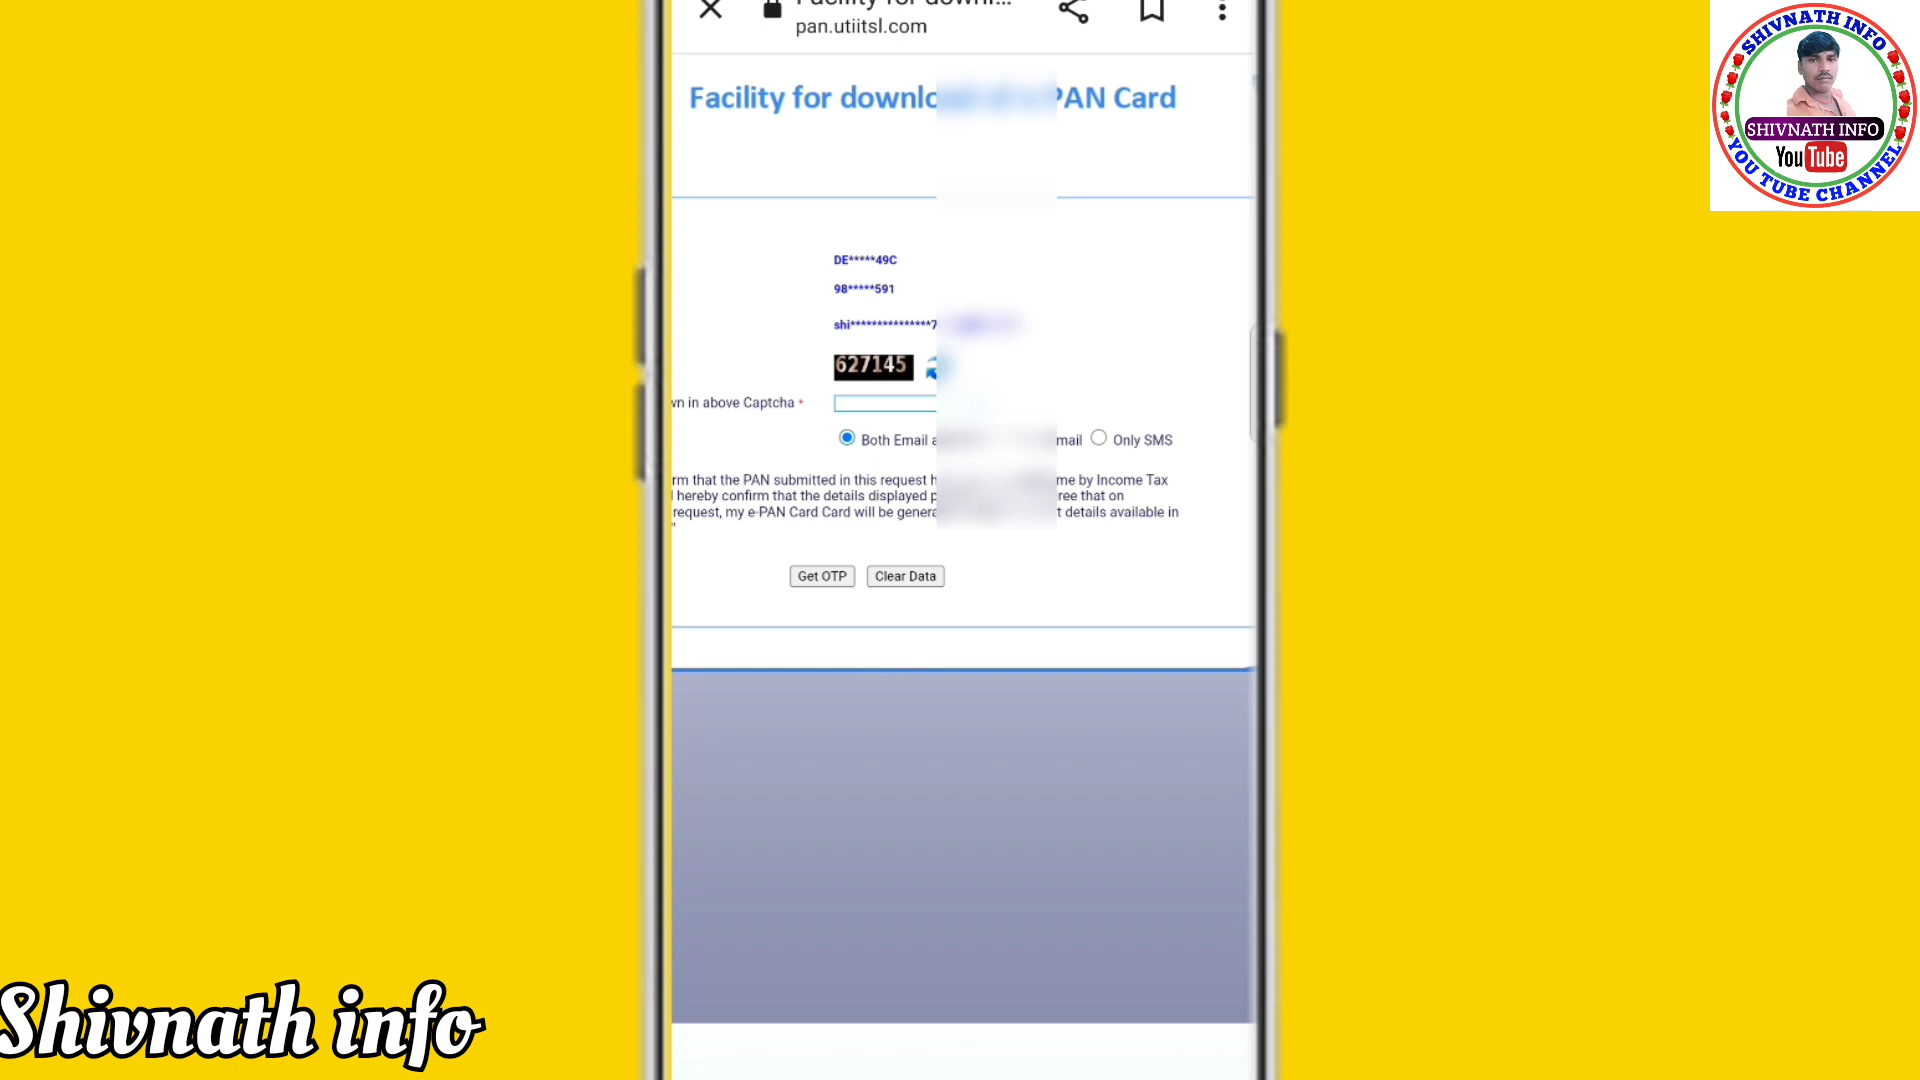 pan.utiitsl.com
Facility for downlo PAN Card
DE*****49C
98*****591
shi***************7
627145
wn in above Captcha *
Both Email a mail Only SMS
rm that the PAN submitted in this request h me by Income Tax
I hereby confirm that the details displayed p ree that on
request, my e-PAN Card Card will be genera t details available in
"
Get OTP Clear Data
SHIVNATH INFO
SHIVNATH INFO
YouTube
YOU TUBE CHANNEL
Shivnath info